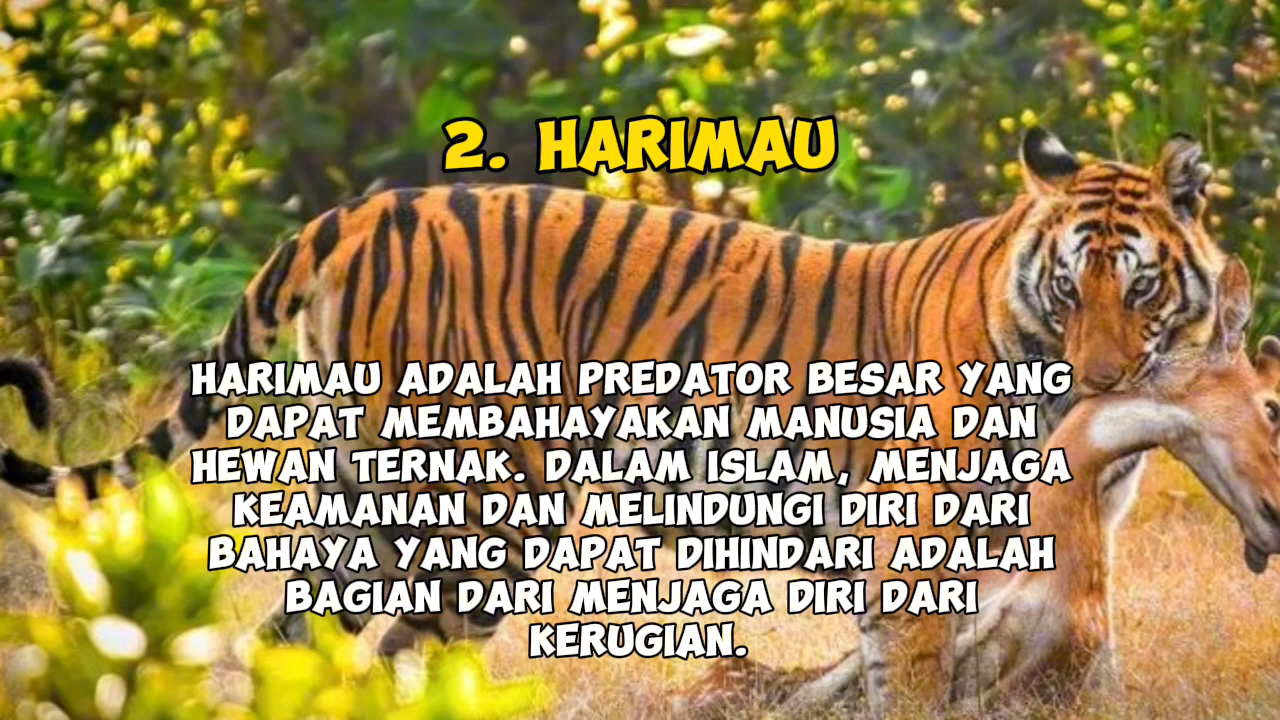 2. HARIMAU
HARIMAU ADALAH PREDATOR BESAR YANG
DAPAT MEMBAHAYAKAN MANUSIA DAN
HEWAN TERNAK. DALAM ISLAM, MENJAGA
KEAMANAN DAN MELINDUNGI DIRI DARI
BAHAYA YANG DAPAT DIHINDARI ADALAH
BAGIAN DARI MENJAGA DIRI DARI
KERUGIAN.